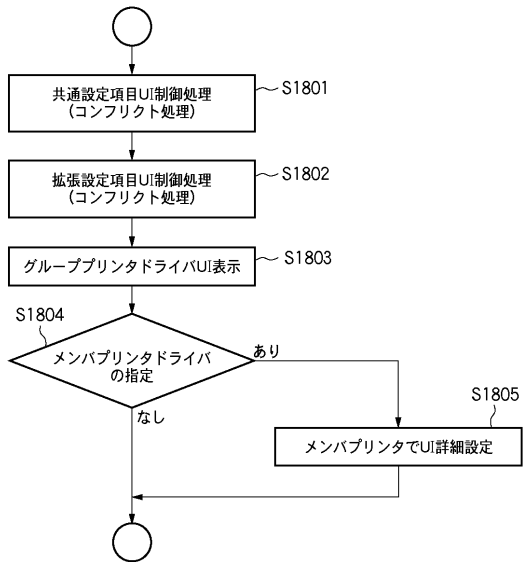 共通設定項目UI制御処理
(コンフリクト処理)
S1801
拡張設定項目UI制御処理
(コンフリクト処理)
S1802
グループプリンタドライバUI表示
S1803
S1804
メンバプリンタドライバ
の指定
あり
なし
S1805
メンバプリンタでUI詳細設定